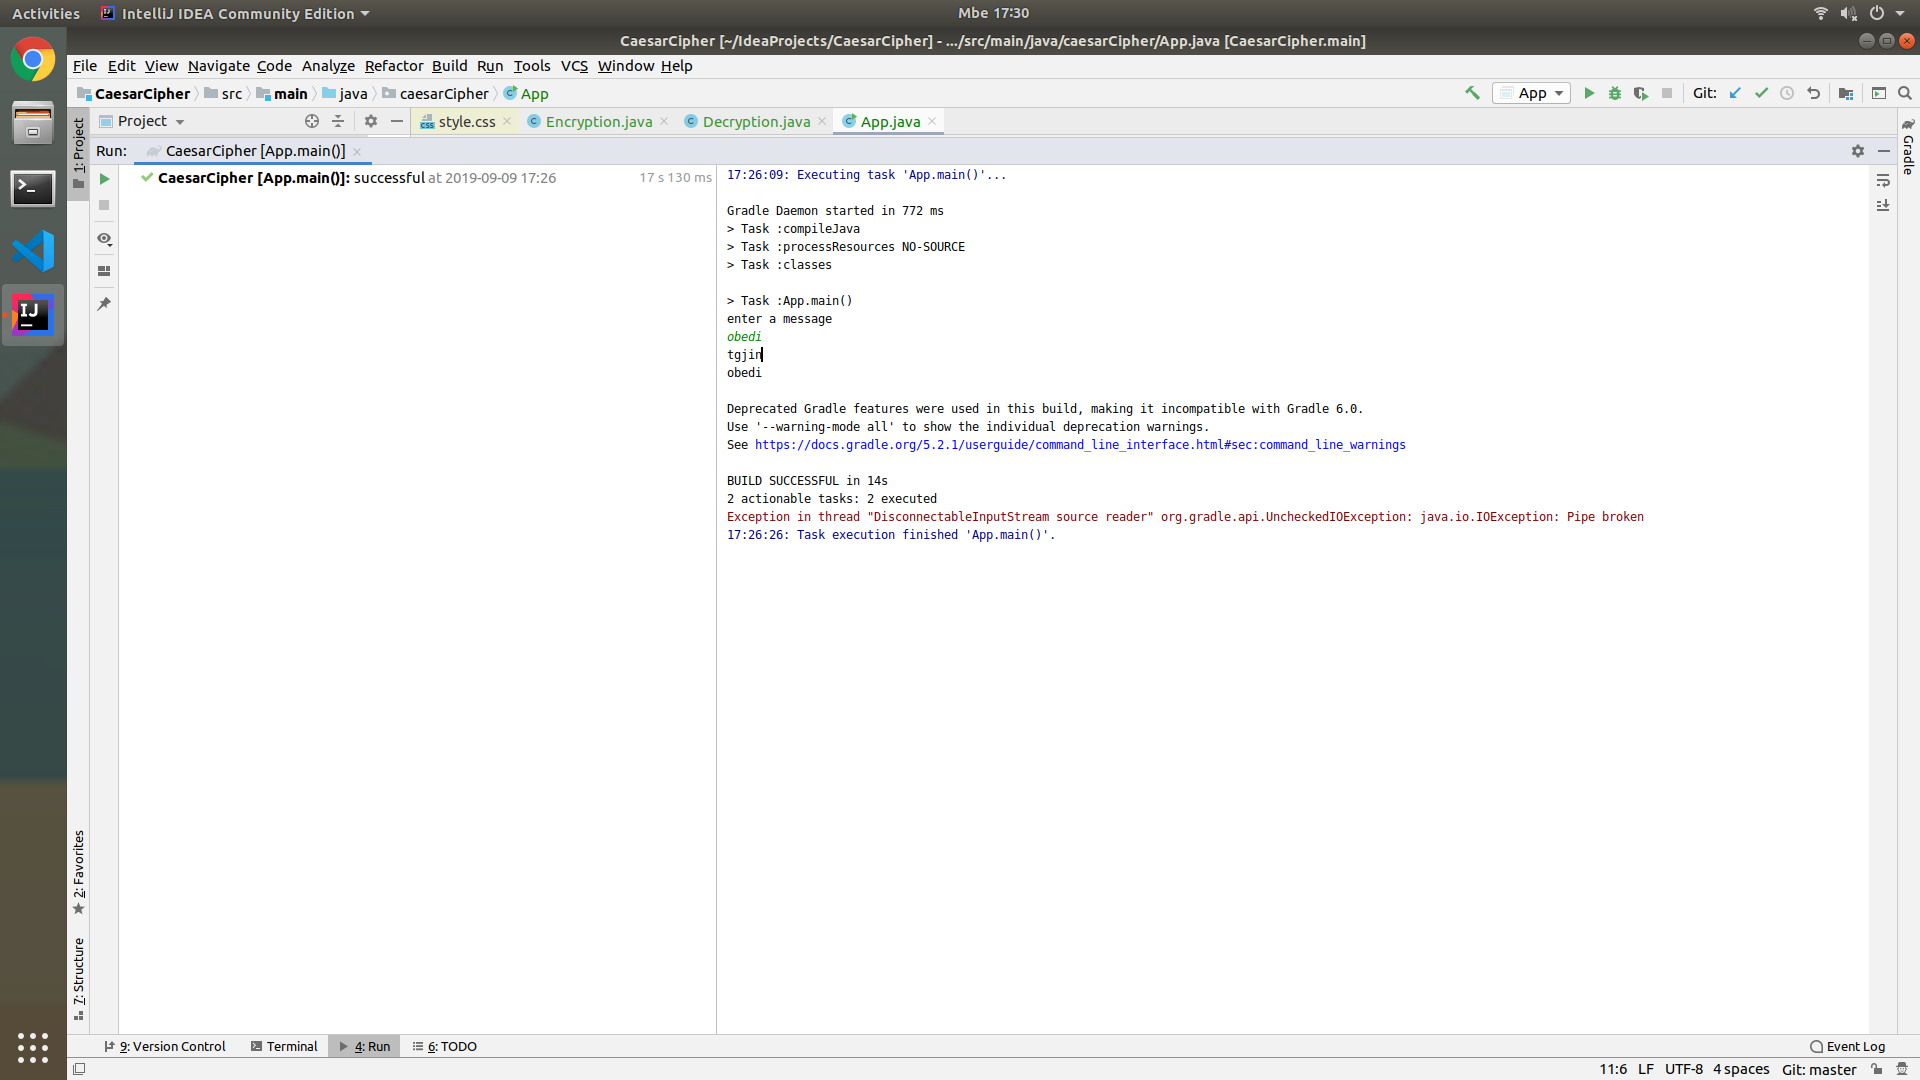 Activities IntelliJ IDEA Community Edition Mbe 17:30
CaesarCipher [~/IdeaProjects/CaesarCipher] - .../src/main/java/caesarCipher/App.java [CaesarCipher.main]
File Edit View Navigate Code Analyze Refactor Build Run Tools VCS Window Help
CaesarCipher src main java caesarCipher App App Git:
Project style.css Encryption.java Decryption.java App.java
1: Project
Gradle
Run: CaesarCipher [App.main()]
CaesarCipher [App.main()]: successful at 2019-09-09 17:26 17 s 130 ms
17:26:09: Executing task 'App.main()'...
Gradle Daemon started in 772 ms
> Task :compileJava
> Task :processResources NO-SOURCE
> Task :classes
> Task :App.main()
enter a message
obedi
tgjin
obedi
Deprecated Gradle features were used in this build, making it incompatible with Gradle 6.0.
Use '--warning-mode all' to show the individual deprecation warnings.
See https://docs.gradle.org/5.2.1/userguide/command_line_interface.html#sec:command_line_warnings
BUILD SUCCESSFUL in 14s
2 actionable tasks: 2 executed
Exception in thread "DisconnectableInputStream source reader" org.gradle.api.UncheckedIOException: java.io.IOException: Pipe broken
17:26:26: Task execution finished 'App.main()'.
2: Favorites
7: Structure
9: Version Control Terminal 4: Run 6: TODO Event Log
11:6 LF UTF-8 4 spaces Git: master